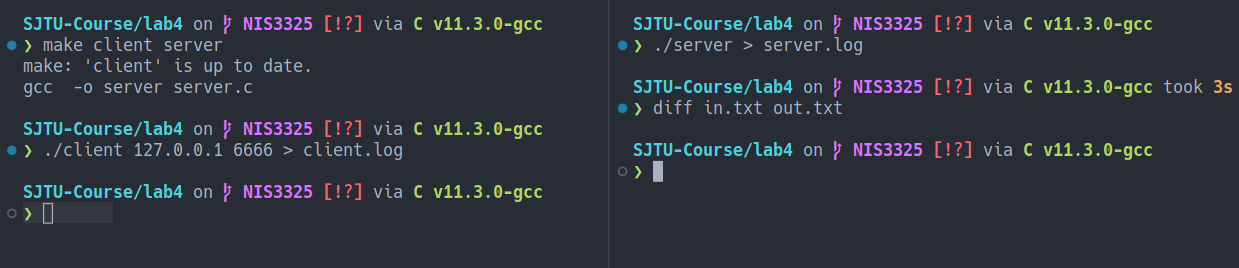 SJTU-Course/lab4 on NIS3325 [!?] via C v11.3.0-gcc
❯ make client server
make: 'client' is up to date.
gcc  -o server server.c
SJTU-Course/lab4 on NIS3325 [!?] via C v11.3.0-gcc
❯ ./client 127.0.0.1 6666 > client.log
SJTU-Course/lab4 on NIS3325 [!?] via C v11.3.0-gcc
❯
SJTU-Course/lab4 on NIS3325 [!?] via C v11.3.0-gcc
❯ ./server > server.log
SJTU-Course/lab4 on NIS3325 [!?] via C v11.3.0-gcc took 3s
❯ diff in.txt out.txt
SJTU-Course/lab4 on NIS3325 [!?] via C v11.3.0-gcc
❯